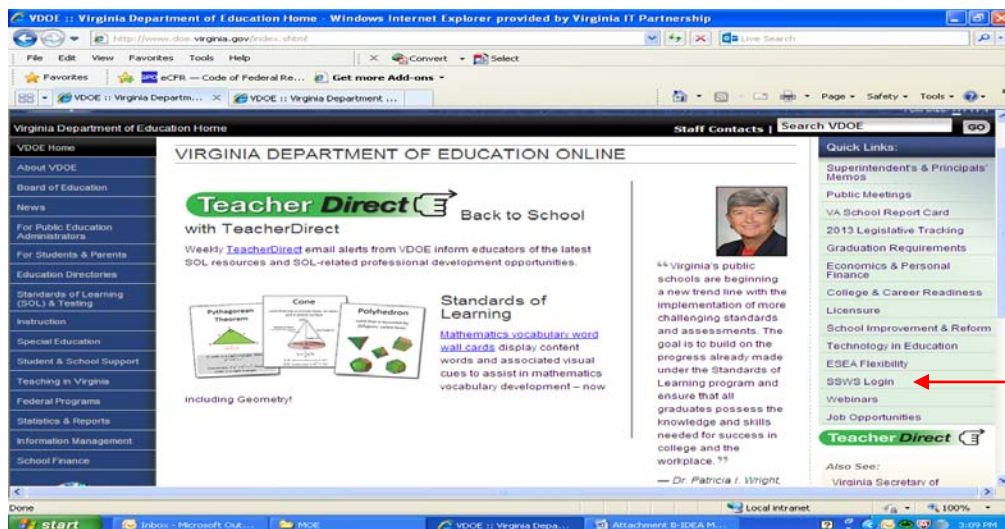 VDOE :: Virginia Department of Education Home - Windows Internet Explorer provided by Virginia IT Partnership
http://www.doe.virginia.gov/index.shtml
Live Search
File Edit View Favorites Tools Help
Convert
Select
Favorites
eCFR — Code of Federal Re...
Get more Add-ons
VDOE :: Virginia Departm...
VDOE :: Virginia Department ...
Page Safety Tools
Virginia Department of Education Home
Staff Contacts |
Search VDOE
GO
VDOE Home
About VDOE
Board of Education
News
For Public Education
Administrators
For Students & Parents
Education Directories
Standards of Learning
(SOL) & Testing
Instruction
Special Education
Student & School Support
Teaching in Virginia
Federal Programs
Statistics & Reports
Information Management
School Finance
VIRGINIA DEPARTMENT OF EDUCATION ONLINE
Teacher Direct
Back to School
with TeacherDirect
Weekly TeacherDirect email alerts from VDOE inform educators of the latest
SOL resources and SOL-related professional development opportunities.
Pythagorean
Theorem
Cone
Polyhedron
Standards of
Learning
Mathematics vocabulary word
wall cards display content
words and associated visual
cues to assist in mathematics
vocabulary development – now
including Geometry!
“Virginia's public
schools are beginning
a new trend line with the
implementation of more
challenging standards
and assessments. The
goal is to build on the
progress already made
under the Standards of
Learning program and
ensure that all
graduates possess the
knowledge and skills
needed for success in
college and the
workplace.”
— Dr. Patricia I. Wright,
Quick Links:
Superintendent's & Principals'
Memos
Public Meetings
VA School Report Card
2013 Legislative Tracking
Graduation Requirements
Economics & Personal
Finance
College & Career Readiness
Licensure
School Improvement & Reform
Technology in Education
ESEA Flexibility
SSWS Login
Webinars
Job Opportunities
Teacher Direct
Also See:
Virginia Secretary of
Done
Local intranet
100%
start
Inbox - Microsoft Out...
MOE
VDOE :: Virginia Depa...
Attachment B-IDEA M...
3:09 PM